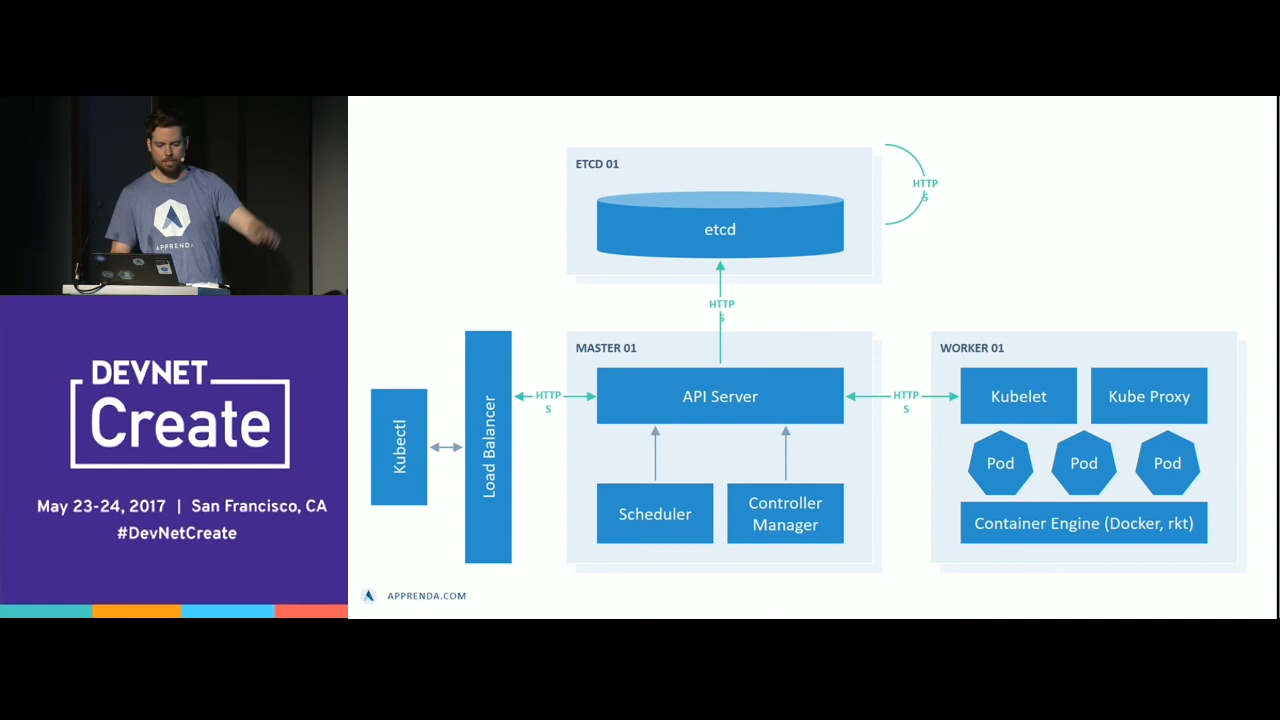 APPRENDA
DEVNET
Create
May 23-24, 2017 | San Francisco, CA
#DevNetCreate
ETCD 01
etcd
HTTP
S
HTTP
S
Kubectl
Load Balancer
HTTP
S
MASTER 01
API Server
Scheduler
Controller
Manager
HTTP
S
WORKER 01
Kubelet
Kube Proxy
Pod
Pod
Pod
Container Engine (Docker, rkt)
APPRENDA.COM